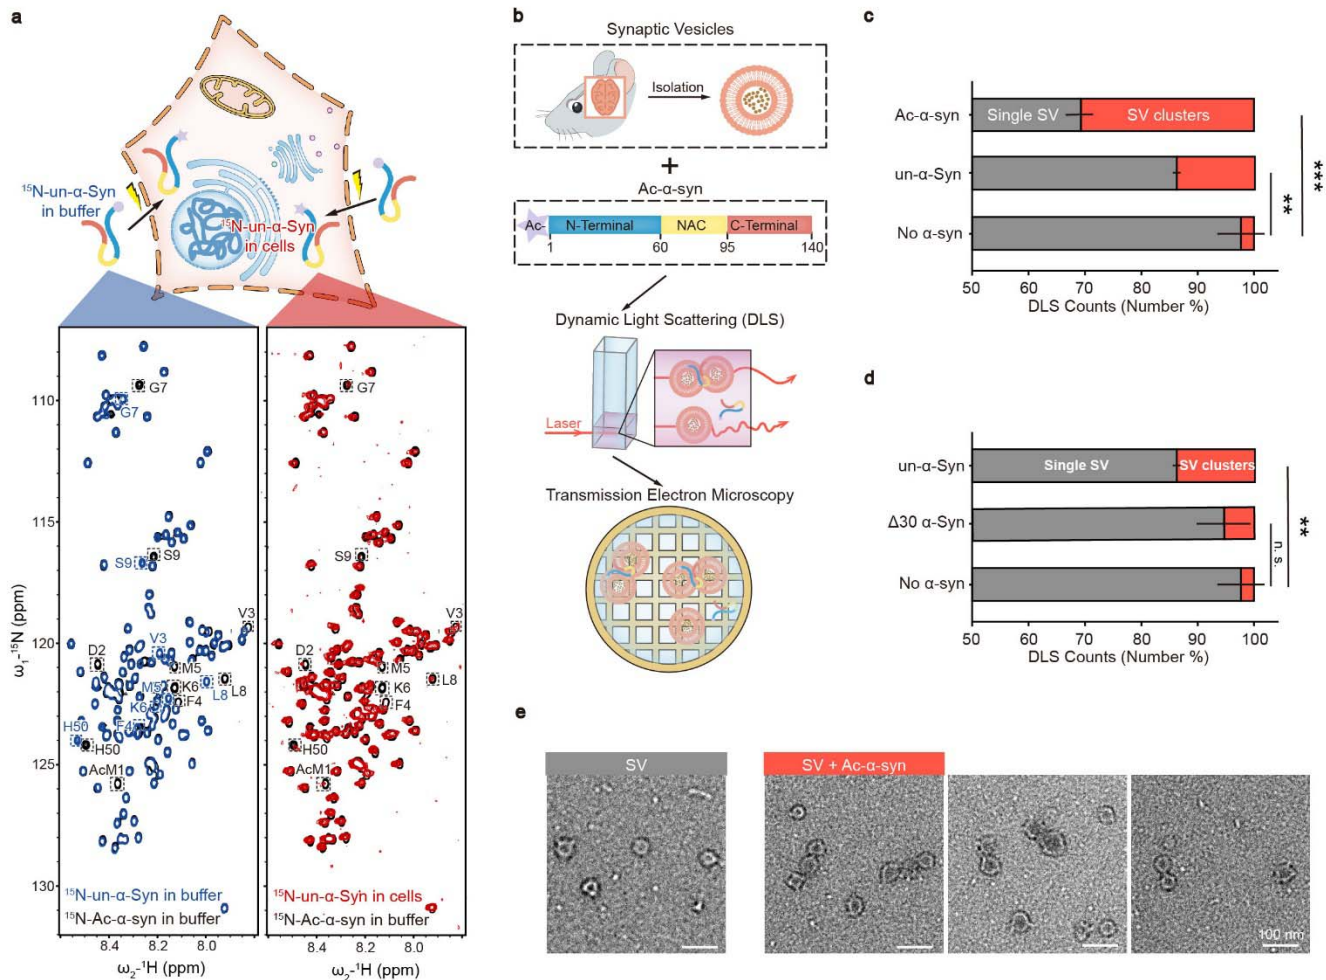 a
¹⁵N-un-α-Syn
in buffer
¹⁵N-un-α-Syn
in cells
G7
G7
S9
S9
V3
V3
D2
M5
M5
K6
K6
L8
L8
F4
F4
H50
H50
AcM1
¹⁵N-un-α-Syn in buffer
¹⁵N-Ac-α-syn in buffer
G7
S9
V3
D2
M5
K6
L8
F4
H50
AcM1
¹⁵N-un-α-Syn in cells
¹⁵N-Ac-α-syn in buffer
110
115
120
125
130
ω₁-¹⁵N (ppm)
8.4 8.2 8.0
8.4 8.2 8.0
ω₂-¹H (ppm)
ω₂-¹H (ppm)
b
Synaptic Vesicles
Isolation
+
Ac-α-syn
Ac- N-Terminal NAC C-Terminal
1 60 95 140
Dynamic Light Scattering (DLS)
Laser
Transmission Electron Microscopy
c
Ac-α-syn
Single SV SV clusters
un-α-Syn
No α-syn
***
**
50 60 70 80 90 100
DLS Counts (Number %)
d
un-α-Syn
Single SV SV clusters
Δ30 α-Syn
No α-syn
n. s.
**
50 60 70 80 90 100
DLS Counts (Number %)
e
SV
SV + Ac-α-syn
100 nm